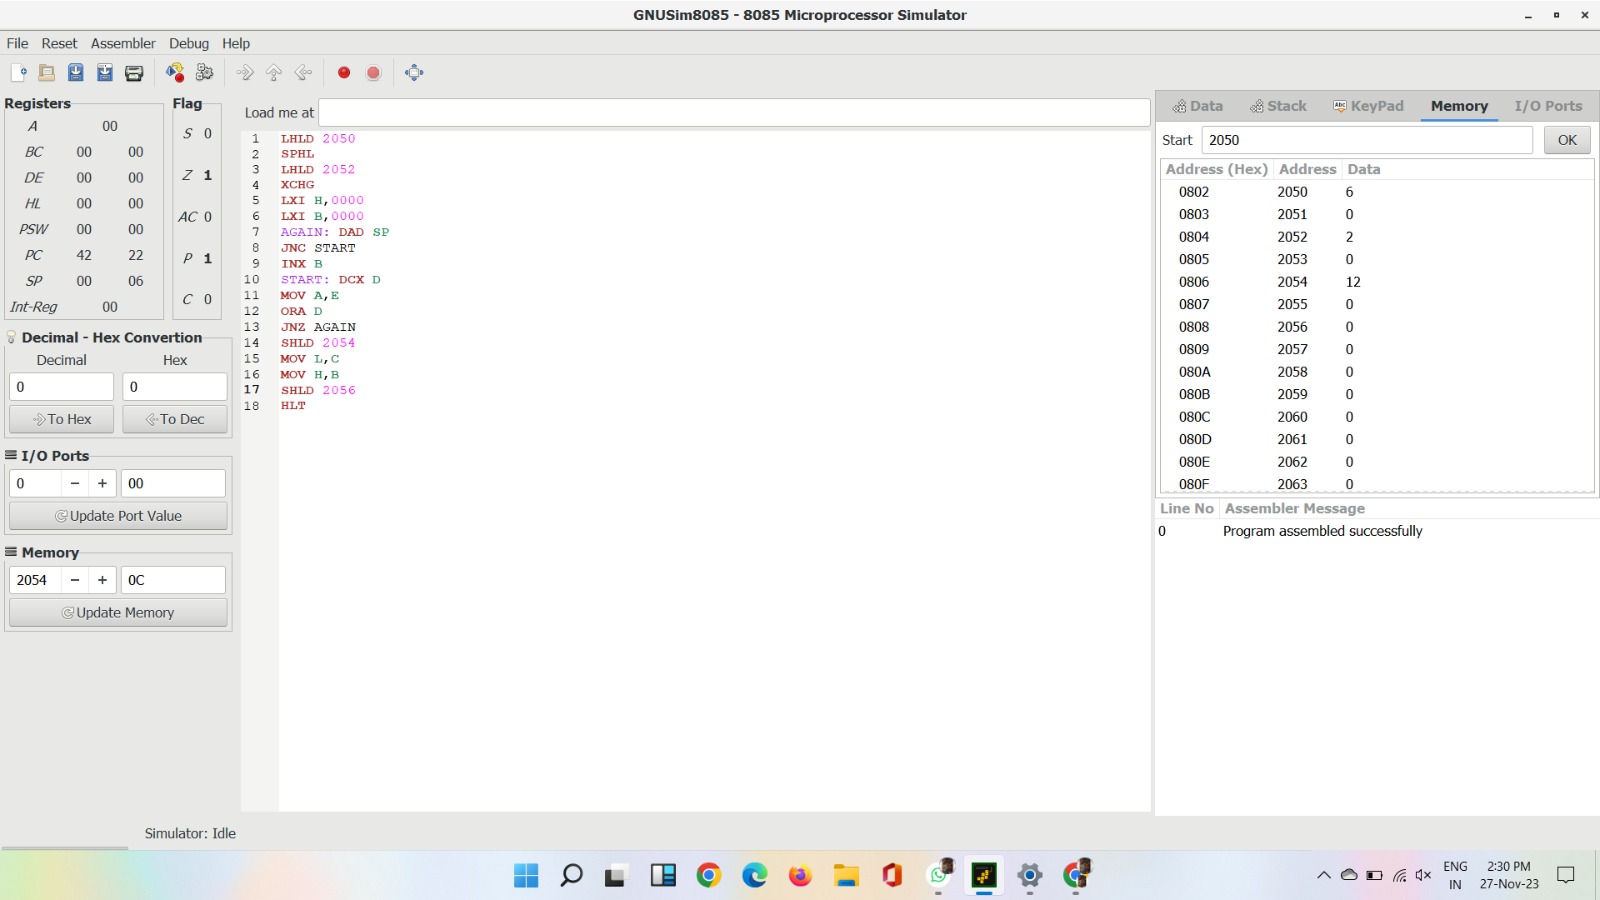 GNUSim8085 - 8085 Microprocessor Simulator
File Reset Assembler Debug Help
Registers
A 00
BC 00 00
DE 00 00
HL 00 00
PSW 00 00
PC 42 22
SP 00 06
Int-Reg 00
Flag
S 0
Z 1
AC 0
P 1
C 0
Decimal - Hex Convertion
Decimal Hex
0 0
To Hex To Dec
I/O Ports
0 - + 00
Update Port Value
Memory
2054 - + 0C
Update Memory
Load me at
1 LHLD 2050
2 SPHL
3 LHLD 2052
4 XCHG
5 LXI H,0000
6 LXI B,0000
7 AGAIN: DAD SP
8 JNC START
9 INX B
10 START: DCX D
11 MOV A,E
12 ORA D
13 JNZ AGAIN
14 SHLD 2054
15 MOV L,C
16 MOV H,B
17 SHLD 2056
18 HLT
Data Stack Abc KeyPad Memory I/O Ports
Start 2050 OK
Address (Hex) Address Data
0802 2050 6
0803 2051 0
0804 2052 2
0805 2053 0
0806 2054 12
0807 2055 0
0808 2056 0
0809 2057 0
080A 2058 0
080B 2059 0
080C 2060 0
080D 2061 0
080E 2062 0
080F 2063 0
Line No Assembler Message
0 Program assembled successfully
Simulator: Idle
ENG
IN
2:30 PM
27-Nov-23